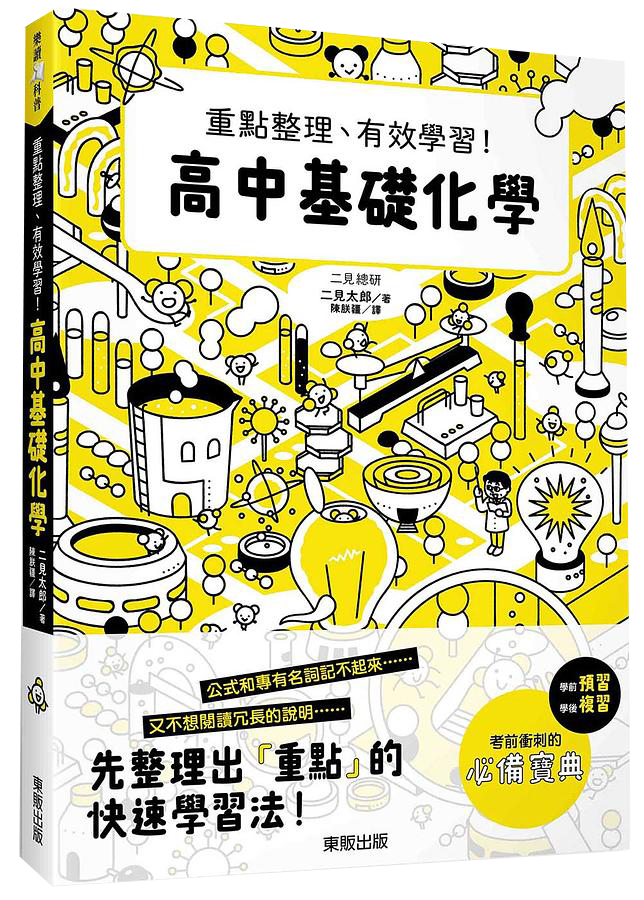 樂讀科普
重點整理、有效學習！
高中基礎化學
二見太郎／著
陳朕疆／譯
東販出版
重點整理、有效學習！
高中基礎化學
二見總研
二見太郎／著
陳朕疆／譯
公式和專有名詞記不起來……
又不想閱讀冗長的說明……
先整理出「重點」的
快速學習法！
學前預習
學後複習
考前衝刺的
必備寶典
東販出版